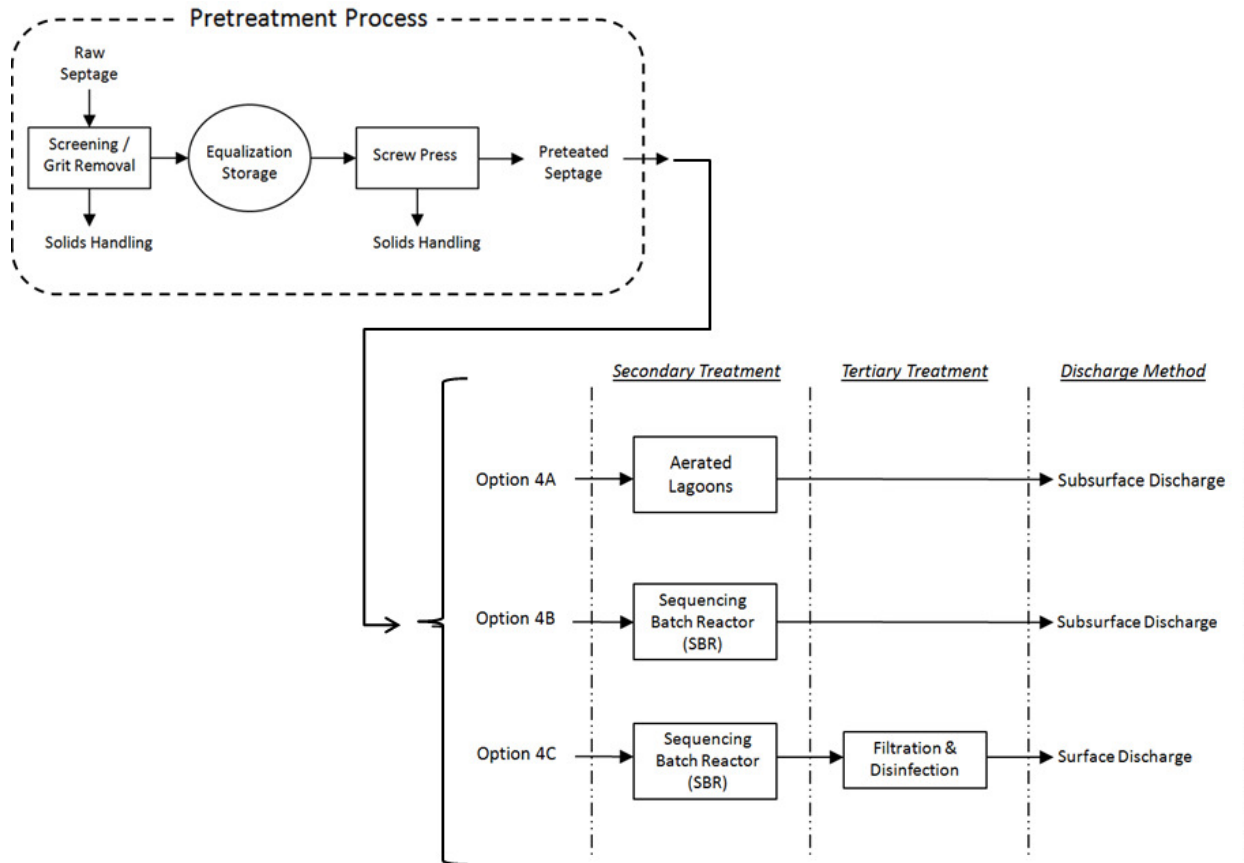 Pretreatment Process
Raw
Septage
Screening /
Grit Removal
Equalization
Storage
Screw Press
Preteated
Septage
Solids Handling
Solids Handling
Secondary Treatment
Tertiary Treatment
Discharge Method
Option 4A
Aerated
Lagoons
Subsurface Discharge
Option 4B
Sequencing
Batch Reactor
(SBR)
Subsurface Discharge
Option 4C
Sequencing
Batch Reactor
(SBR)
Filtration &
Disinfection
Surface Discharge